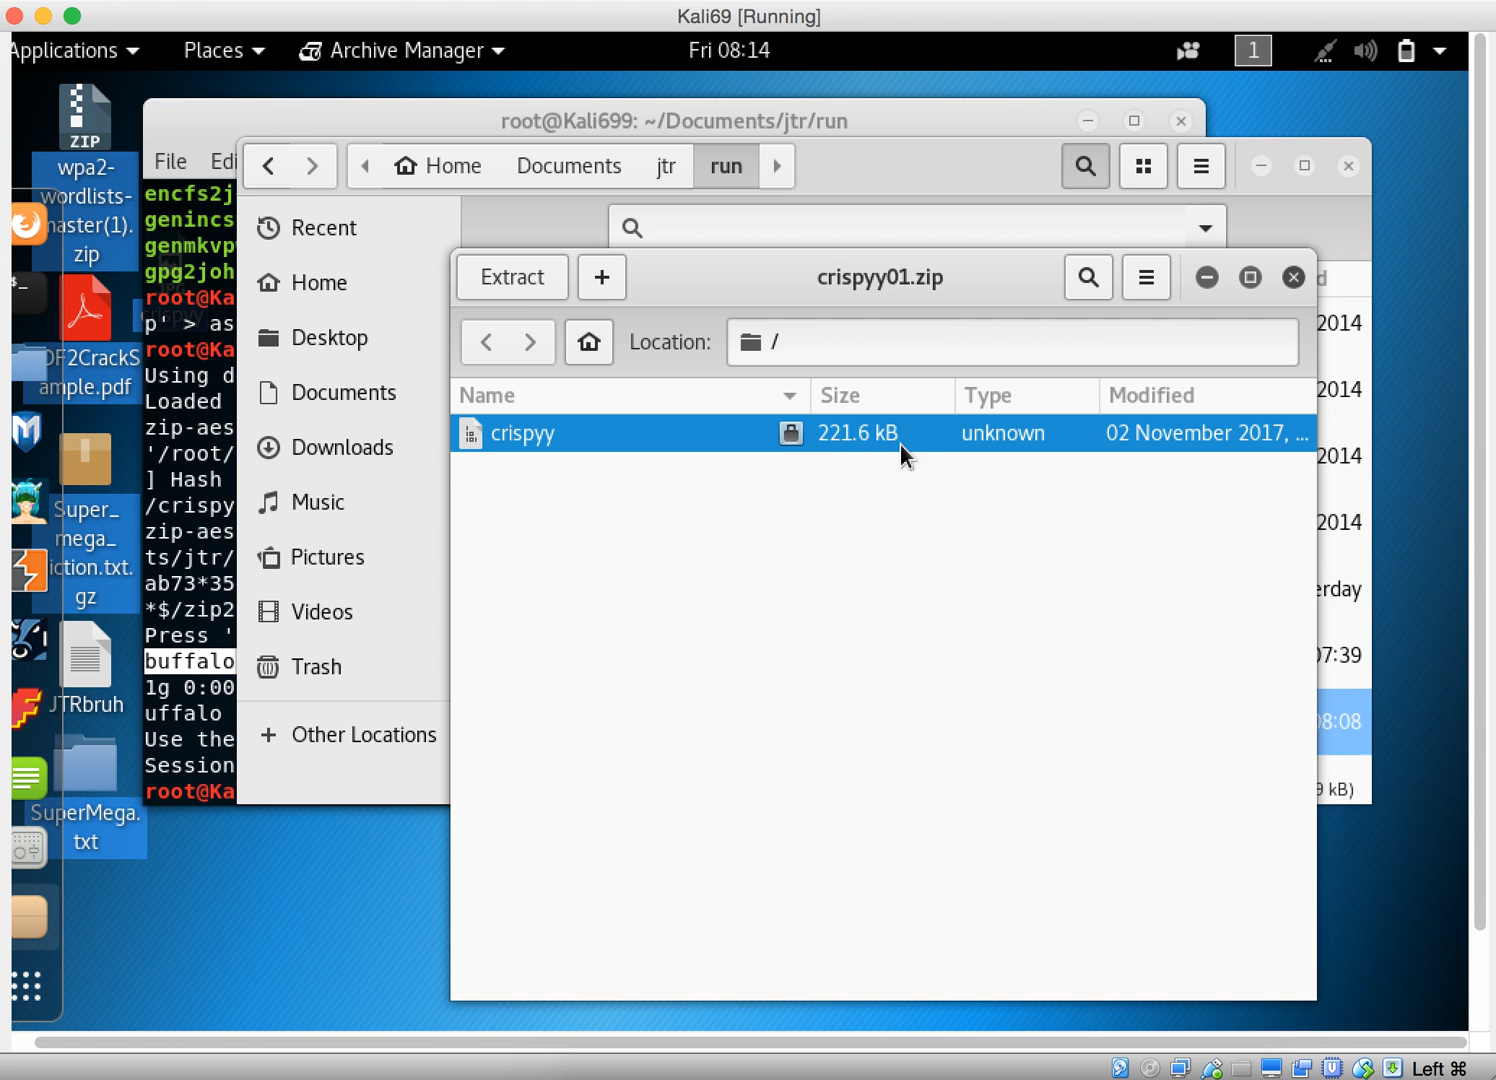 Kali69 [Running]
Applications
Places
Archive Manager
Fri 08:14
1
ZIP
wpa2-
wordlists-
master(1).
zip
DF2CrackS
ample.pdf
Super_
mega_
iction.txt.
gz
JTRbruh
SuperMega.
txt
root@Kali699: ~/Documents/jtr/run
File Edi
encfs2j
genincs
genmkvp
gpg2joh
root@Ka
p' > as
root@Ka
Using d
Loaded
zip-aes
'/root/
] Hash
/crispy
zip-aes
ts/jtr/
ab73*35
*$/zip2
Press '
buffalo
1g 0:00
uffalo
Use the
Session
root@Ka
Home
Documents
jtr
run
Recent
Home
Desktop
Documents
Downloads
Music
Pictures
Videos
Trash
+ Other Locations
d
2014
2014
2014
2014
erday
07:39
08:08
9 kB)
Extract
+
crispyy01.zip
Location:
/
Name
Size
Type
Modified
crispyy
221.6 kB
unknown
02 November 2017, ...
Left ⌘